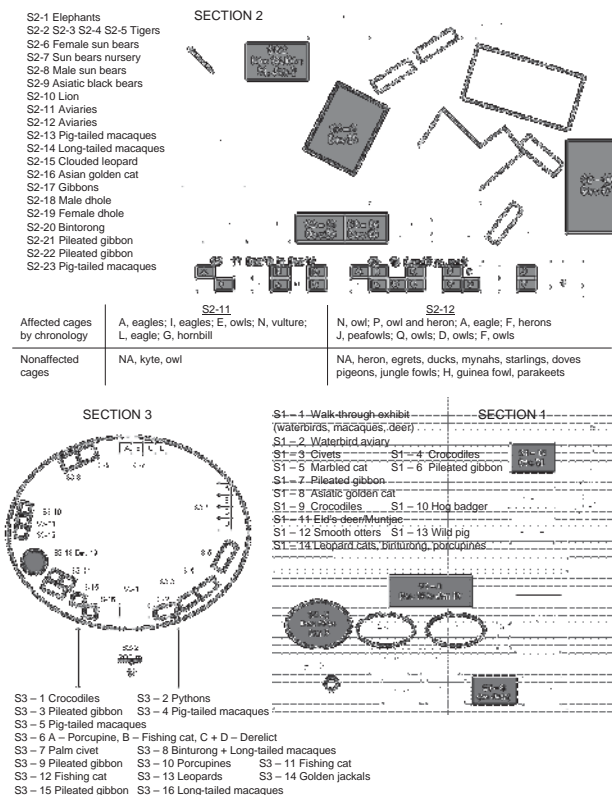 SECTION 2
S2-1 Elephants
S2-2 S2-3 S2-4 S2-5 Tigers
S2-6 Female sun bears
S2-7 Sun bears nursery
S2-8 Male sun bears
S2-9 Asiatic black bears
S2-10 Lion
S2-11 Aviaries
S2-12 Aviaries
S2-13 Pig-tailed macaques
S2-14 Long-tailed macaques
S2-15 Clouded leopard
S2-16 Asian golden cat
S2-17 Gibbons
S2-18 Male dhole
S2-19 Female dhole
S2-20 Bintorong
S2-21 Pileated gibbon
S2-22 Pileated gibbon
S2-23 Pig-tailed macaques
S2-11 S2-12
Affected cages by chronology
A, eagles; I, eagles; E, owls; N, vulture;
L, eagle; G, hornbill
N, owl; P, owl and heron; A, eagle; F, herons
J, peafowls; Q, owls; D, owls; F, owls
Nonaffected cages
NA, kyte, owl
NA, heron, egrets, ducks, mynahs, starlings, doves
pigeons, jungle fowls; H, guinea fowl, parakeets
SECTION 3
SECTION 1
S1 – 1 Walk-through exhibit
(waterbirds, macaques, deer)
S1 – 2 Waterbird aviary
S1 – 3 Civets S1 – 4 Crocodiles
S1 – 5 Marbled cat S1 – 6 Pileated gibbon
S1 – 7 Pileated gibbon
S1 – 8 Asiatic golden cat
S1 – 9 Crocodiles S1 – 10 Hog badger
S1 – 11 Eld's deer/Muntjac
S1 – 12 Smooth otters S1 – 13 Wild pig
S1 – 14 Leopard cats, binturong, porcupines
S3 – 1 Crocodiles S3 – 2 Pythons
S3 – 3 Pileated gibbon S3 – 4 Pig-tailed macaques
S3 – 5 Pig-tailed macaques
S3 – 6 A – Porcupine, B – Fishing cat, C + D – Derelict
S3 – 7 Palm civet S3 – 8 Binturong + Long-tailed macaques
S3 – 9 Pileated gibbon S3 – 10 Porcupines S3 – 11 Fishing cat
S3 – 12 Fishing cat S3 – 13 Leopards S3 – 14 Golden jackals
S3 – 15 Pileated gibbon S3 – 16 Long-tailed macaques